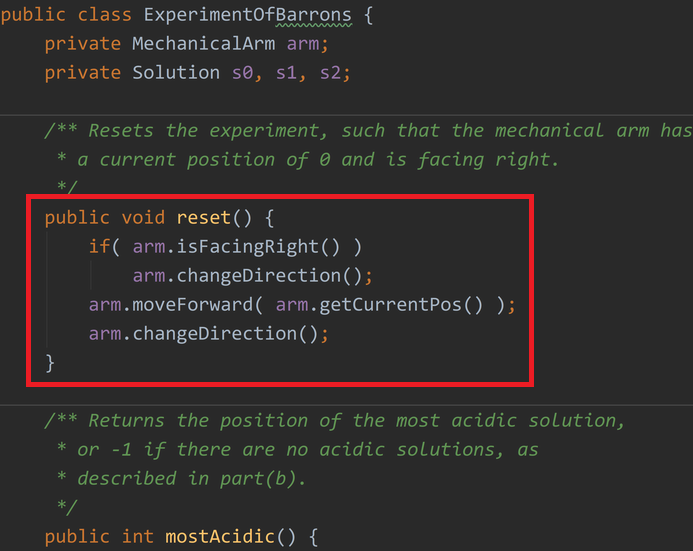 public class ExperimentOfBarrons {
private MechanicalArm arm;
private Solution s0, s1, s2;
/** Resets the experiment, such that the mechanical arm has
* a current position of 0 and is facing right.
*/
public void reset() {
if( arm.isFacingRight() )
arm.changeDirection();
arm.moveForward( arm.getCurrentPos() );
arm.changeDirection();
}
/** Returns the position of the most acidic solution,
* or -1 if there are no acidic solutions, as
* described in part(b).
*/
public int mostAcidic() {